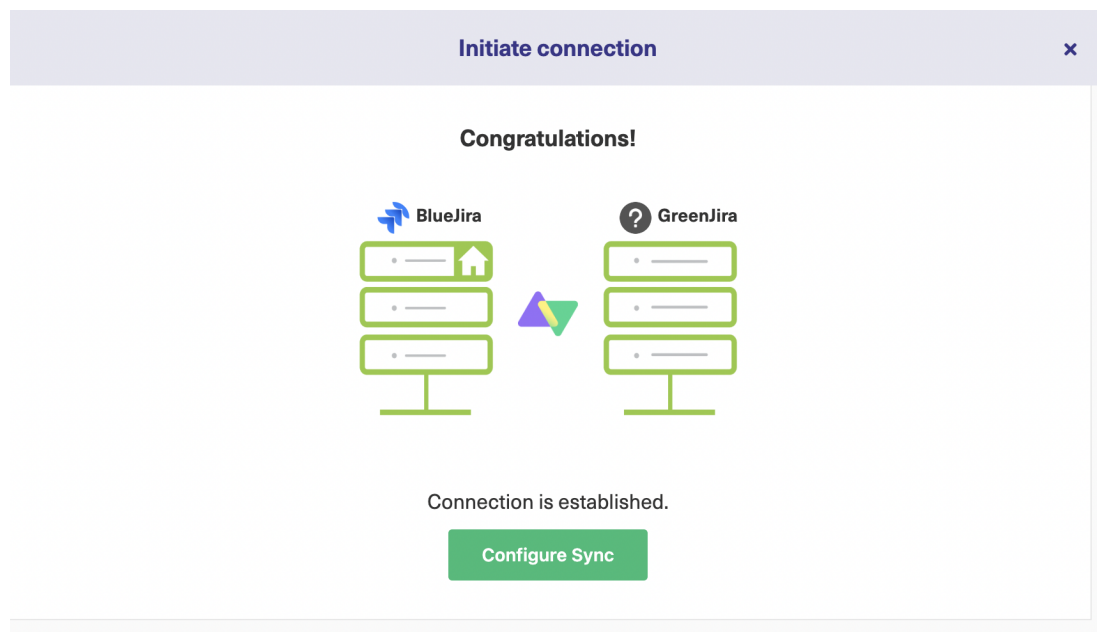 Initiate connection
Congratulations!
BlueJira
GreenJira
Connection is established.
Configure Sync